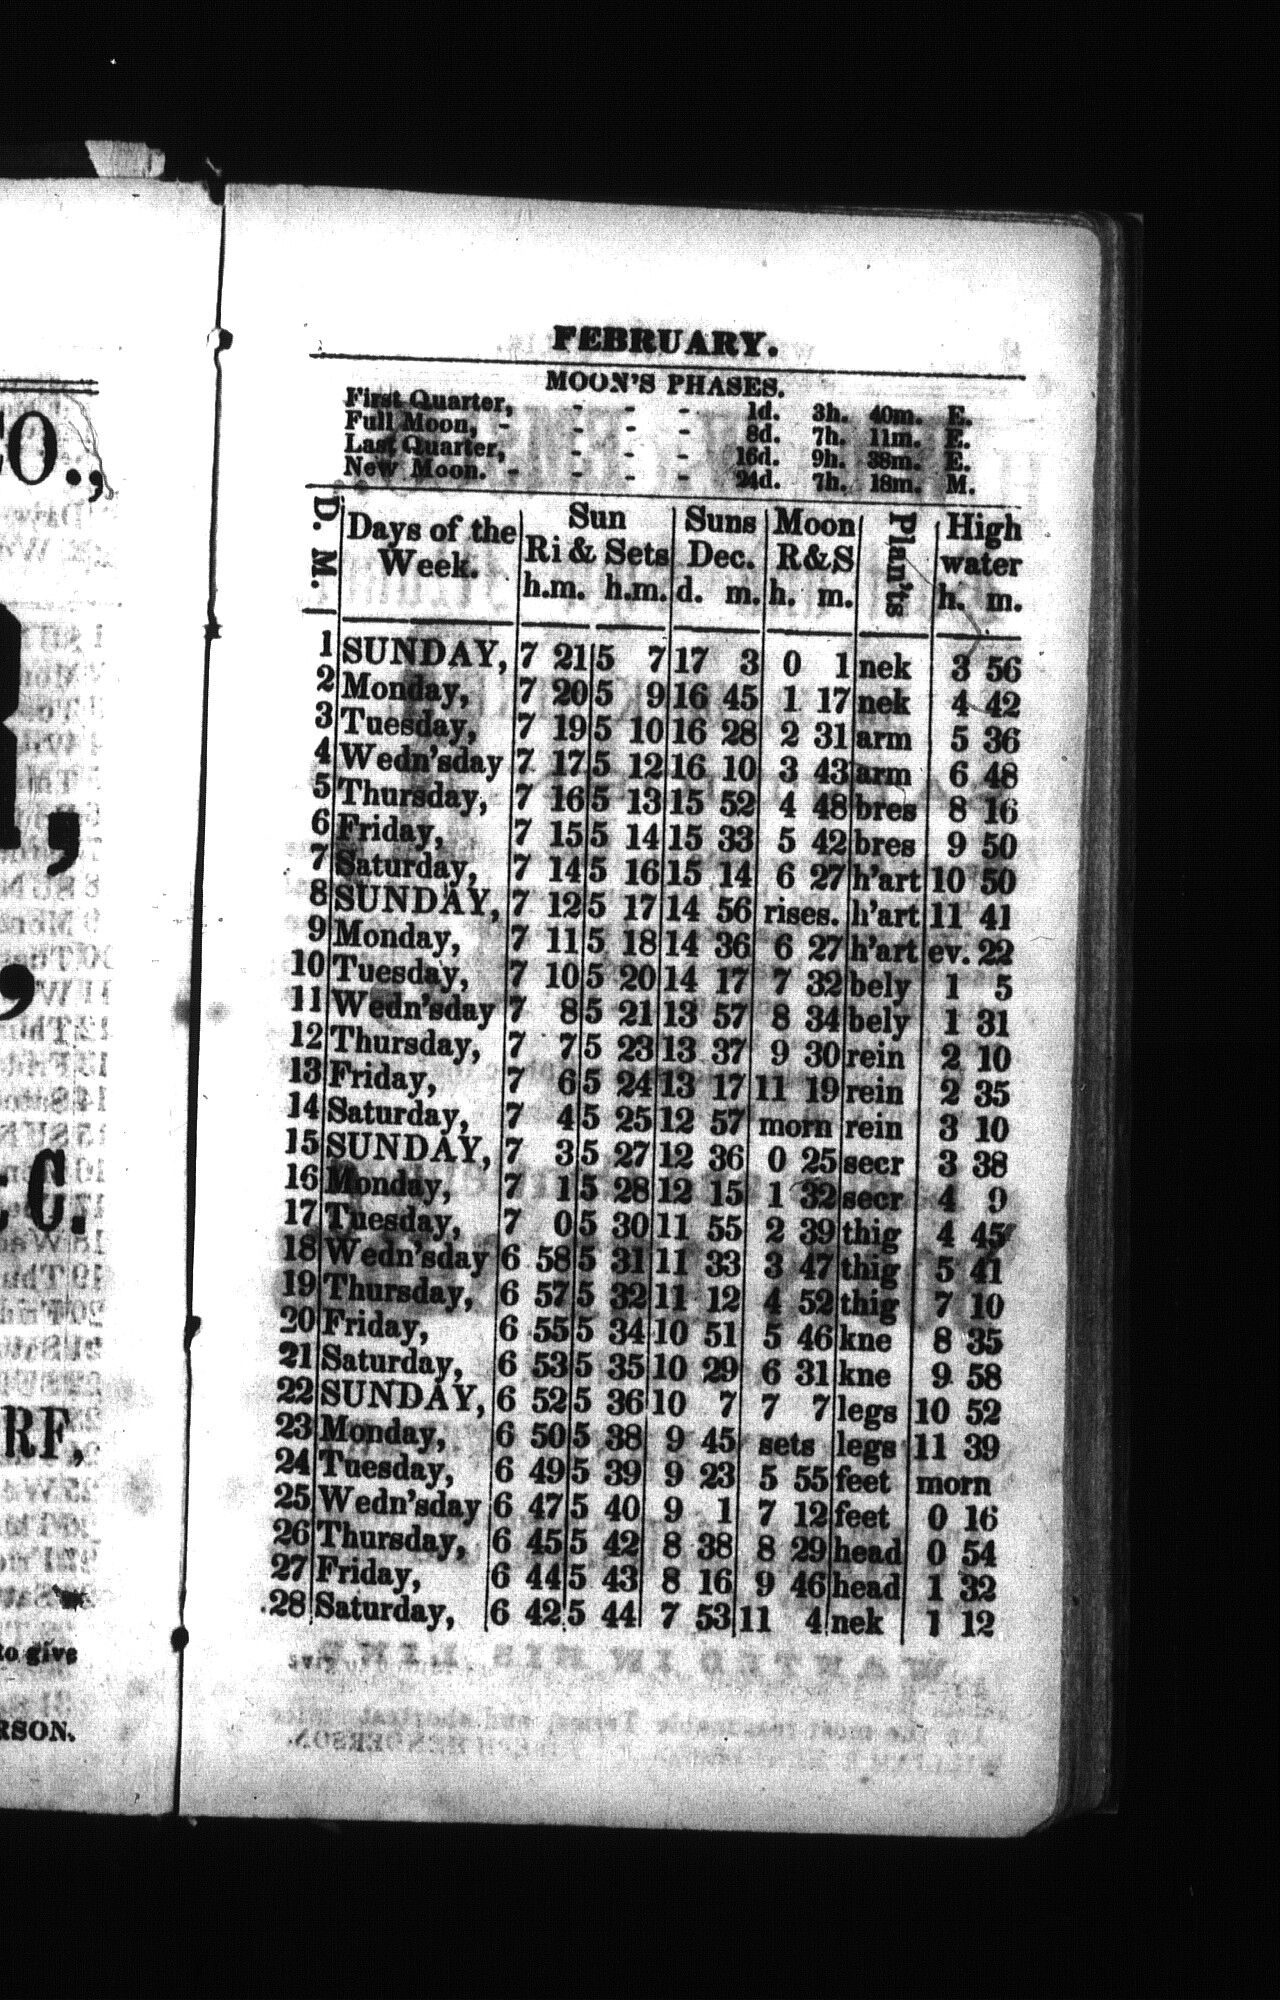 FEBRUARY.
MOON'S PHASES.
First Quarter, - - - 1d. 3h. 40m. E.
Full Moon, - - - - 8d. 7h. 11m. E.
Last Quarter, - - - 16d. 9h. 38m. E.
New Moon. - - - - 24d. 7h. 18m. M.
D. M. Days of the Week. Sun Ri & Sets h.m. h.m. Suns Dec. d. m. Moon R&S h. m. Plan'ts High water h. m.
1 SUNDAY, 7 21 5 7 17 3 0 1 nek 3 56
2 Monday, 7 20 5 9 16 45 1 17 nek 4 42
3 Tuesday, 7 19 5 10 16 28 2 31 arm 5 36
4 Wedn'sday 7 17 5 12 16 10 3 43 arm 6 48
5 Thursday, 7 16 5 13 15 52 4 48 bres 8 16
6 Friday, 7 15 5 14 15 33 5 42 bres 9 50
7 Saturday, 7 14 5 16 15 14 6 27 h'art 10 50
8 SUNDAY, 7 12 5 17 14 56 rises. h'art 11 41
9 Monday, 7 11 5 18 14 36 6 27 h'art ev. 22
10 Tuesday, 7 10 5 20 14 17 7 32 bely 1 5
11 Wedn'sday 7 8 5 21 13 57 8 34 bely 1 31
12 Thursday, 7 7 5 23 13 37 9 30 rein 2 10
13 Friday, 7 6 5 24 13 17 11 19 rein 2 35
14 Saturday, 7 4 5 25 12 57 morn rein 3 10
15 SUNDAY, 7 3 5 27 12 36 0 25 secr 3 38
16 Monday, 7 1 5 28 12 15 1 32 secr 4 9
17 Tuesday, 7 0 5 30 11 55 2 39 thig 4 45
18 Wedn'sday 6 58 5 31 11 33 3 47 thig 5 41
19 Thursday, 6 57 5 32 11 12 4 52 thig 7 10
20 Friday, 6 55 5 34 10 51 5 46 kne 8 35
21 Saturday, 6 53 5 35 10 29 6 31 kne 9 58
22 SUNDAY, 6 52 5 36 10 7 7 7 legs 10 52
23 Monday, 6 50 5 38 9 45 sets legs 11 39
24 Tuesday, 6 49 5 39 9 23 5 55 feet morn
25 Wedn'sday 6 47 5 40 9 1 7 12 feet 0 16
26 Thursday, 6 45 5 42 8 38 8 29 head 0 54
27 Friday, 6 44 5 43 8 16 9 46 head 1 32
28 Saturday, 6 42 5 44 7 53 11 4 nek 1 12
O.,
RF,
to give
RSON.